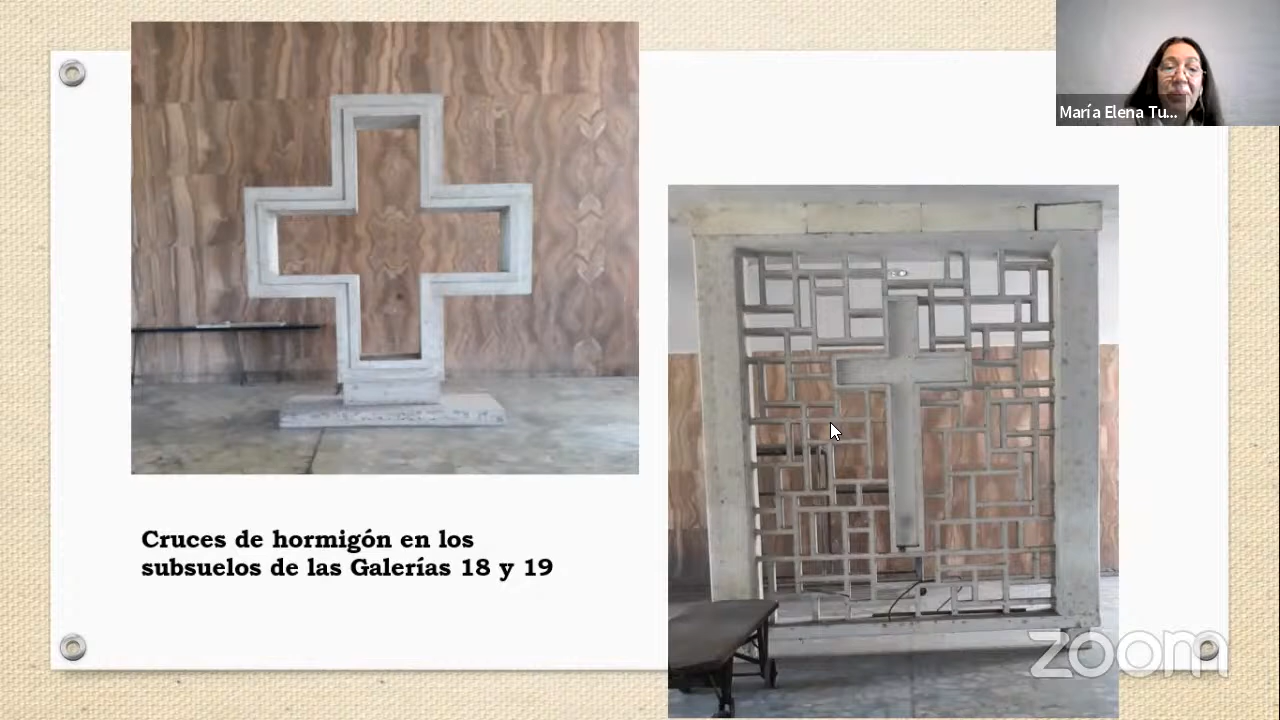 María Elena Tu...
Cruces de hormigón en los
subsuelos de las Galerías 18 y 19
zoom